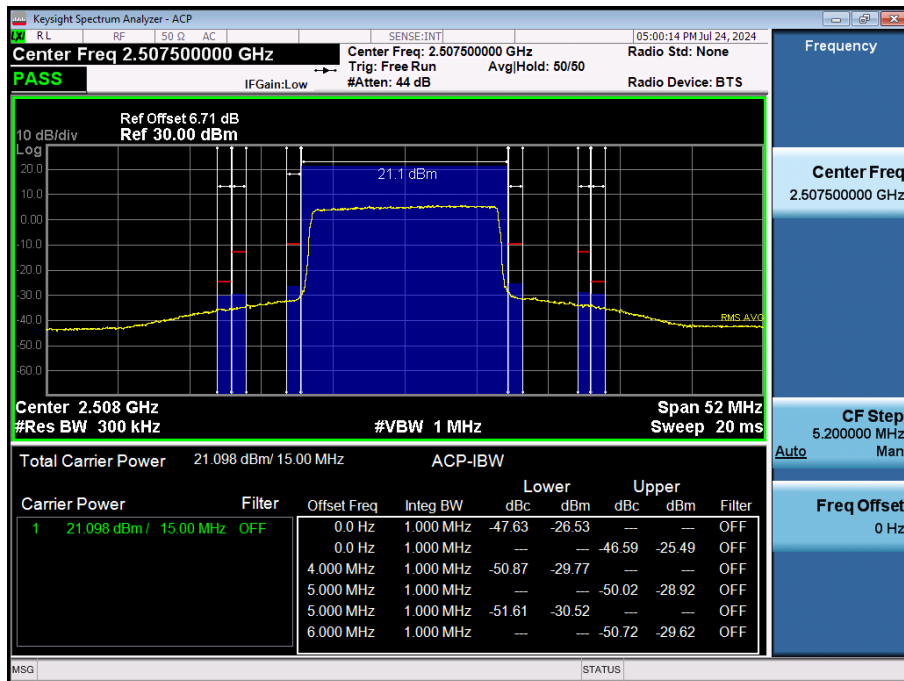 Keysight Spectrum Analyzer - ACP
LXI RL RF 50 Ω AC SENSE:INT 05:00:14 PM Jul 24, 2024
Center Freq 2.507500000 GHz
PASS
IFGain:Low
Center Freq: 2.507500000 GHz
Trig: Free Run Avg|Hold: 50/50
#Atten: 44 dB
Radio Std: None
Radio Device: BTS
Frequency
Ref Offset 6.71 dB
10 dB/div Ref 30.00 dBm
Log
20.0
10.0
0.00
-10.0
-20.0
-30.0
-40.0
-50.0
-60.0
21.1 dBm
RMS AVG
Center 2.508 GHz Span 52 MHz
#Res BW 300 kHz #VBW 1 MHz Sweep 20 ms
Center Freq
2.507500000 GHz
CF Step
5.200000 MHz
Auto Man
Freq Offset
0 Hz
Total Carrier Power 21.098 dBm/ 15.00 MHz ACP-IBW
Lower Upper
Carrier Power Filter Offset Freq Integ BW dBc dBm dBc dBm Filter
1 21.098 dBm / 15.00 MHz OFF
0.0 Hz 1.000 MHz -47.63 -26.53 --- --- OFF
0.0 Hz 1.000 MHz --- --- -46.59 -25.49 OFF
4.000 MHz 1.000 MHz -50.87 -29.77 --- --- OFF
5.000 MHz 1.000 MHz --- --- -50.02 -28.92 OFF
5.000 MHz 1.000 MHz -51.61 -30.52 --- --- OFF
6.000 MHz 1.000 MHz --- --- -50.72 -29.62 OFF
MSG STATUS